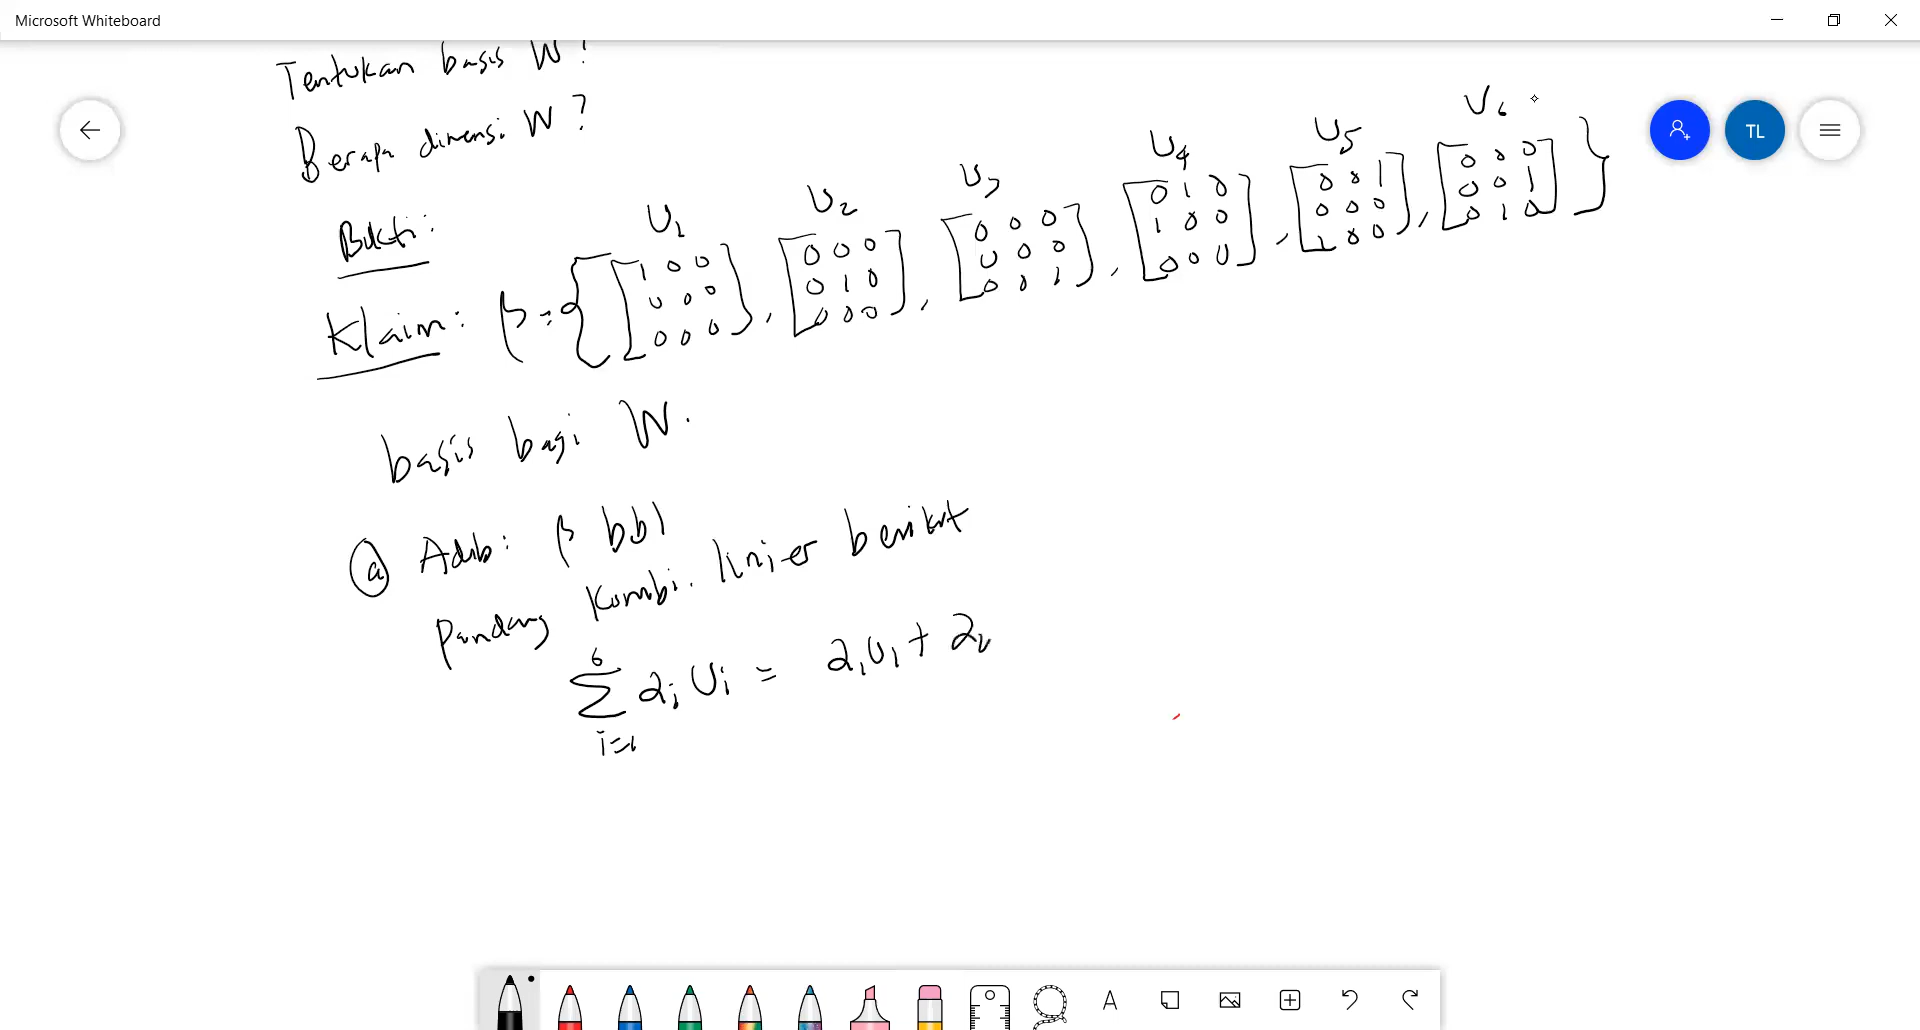 Microsoft Whiteboard
Tentukan basis W?
Berapa dimensi W?
Bukti:
U1 U2 U3 U4 U5 U6
Klaim: β = { [1 0 0; 0 0 0; 0 0 0], [0 0 0; 0 1 0; 0 0 0], [0 0 0; 0 0 0; 0 0 1], [0 1 0; 1 0 0; 0 0 0], [0 0 1; 0 0 0; 1 0 0], [0 0 0; 0 0 1; 0 1 0] }
basis bagi W.
(a) Adib: β bbl
Pandang Kombi. linier berikut
∑_{i=1}^{6} a_i U_i = a_1 U_1 + a_2
TL
A